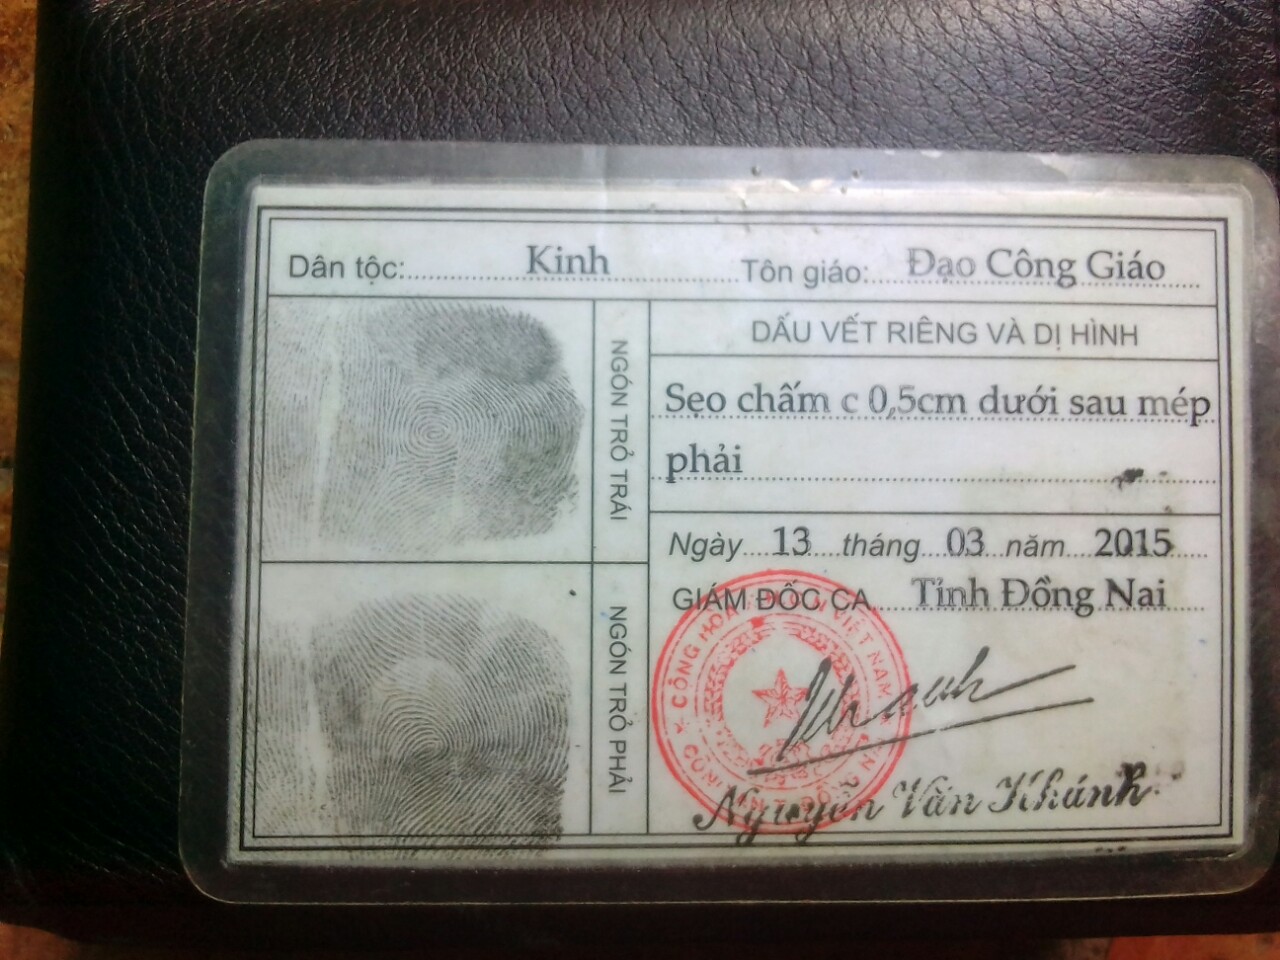 Dân tộc: Kinh Tôn giáo: Đạo Công Giáo
NGÓN TRỎ TRÁI
NGÓN TRỎ PHẢI
DẤU VẾT RIÊNG VÀ DỊ HÌNH
Sẹo chấm c 0,5cm dưới sau mép
phải
Ngày 13 tháng 03 năm 2015
GIÁM ĐỐC CA Tỉnh Đồng Nai
CỘNG HÒA VIỆT NAM
Khanh
Nguyễn Văn Khánh